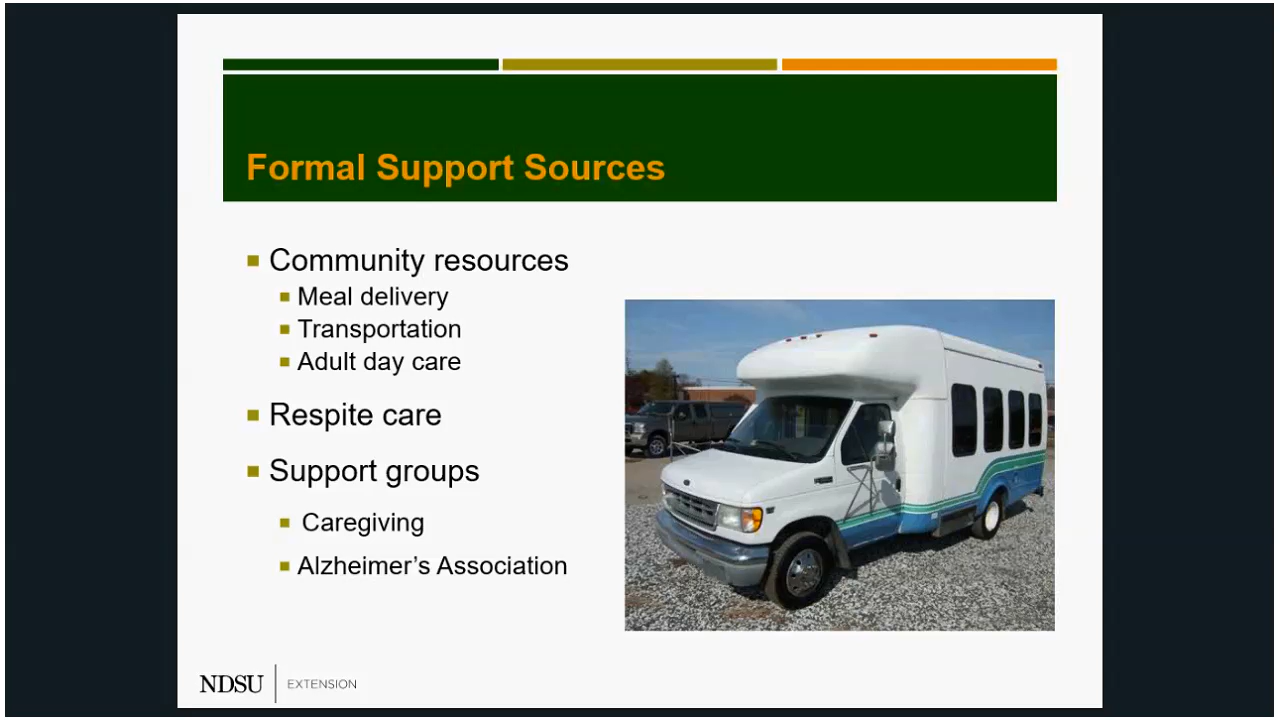 Formal Support Sources
Community resources
Meal delivery
Transportation
Adult day care
Respite care
Support groups
Caregiving
Alzheimer’s Association
NDSU
EXTENSION